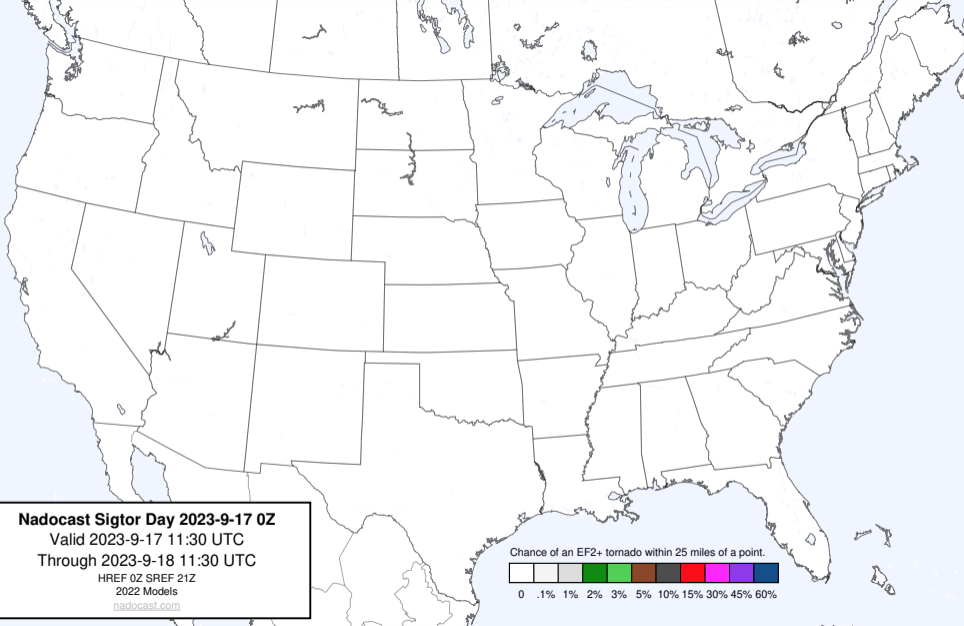 Nadocast Sigtor Day 2023-9-17 0Z
Valid 2023-9-17 11:30 UTC
Through 2023-9-18 11:30 UTC
HREF 0Z SREF 21Z
2022 Models
nadocast.com
Chance of an EF2+ tornado within 25 miles of a point.
0 .1% 1% 2% 3% 5% 10% 15% 30% 45% 60%